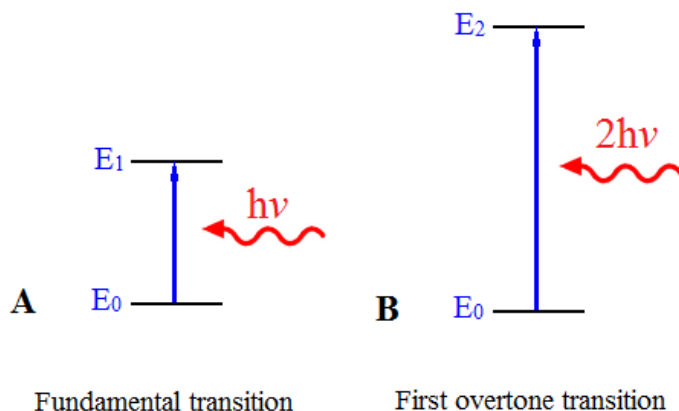 E₁
hν
A
E₀
Fundamental transition
E₂
2hν
B
E₀
First overtone transition